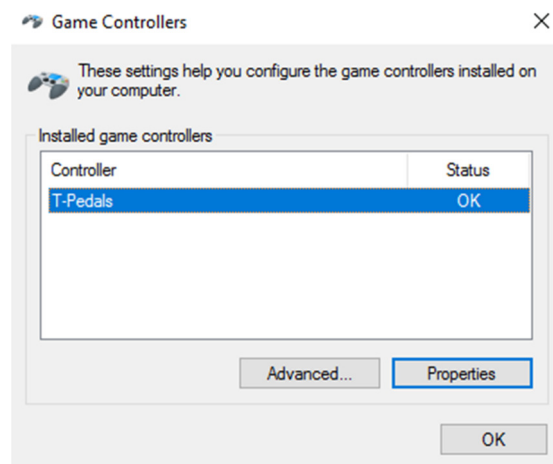 Game Controllers
These settings help you configure the game controllers installed on
your computer.
Installed game controllers
Controller Status
T-Pedals OK
Advanced... Properties
OK